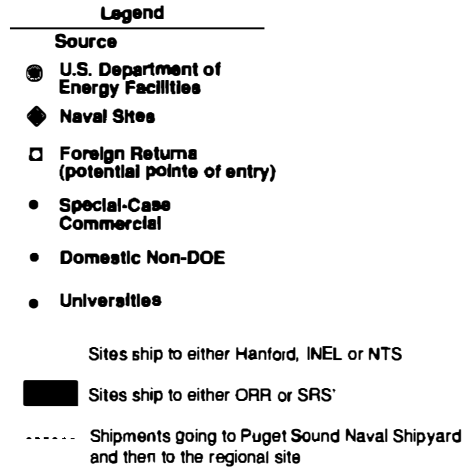 Legend
Source
U.S. Department of
Energy Facilities
Naval Sites
Foreign Returns
(potential pointe of entry)
Special-Case
Commercial
Domestic Non-DOE
Universities
Sites ship to either Hanford, INEL or NTS
Sites ship to either ORR or SRS*
Shipments going to Puget Sound Naval Shipyard
and then to the regional site